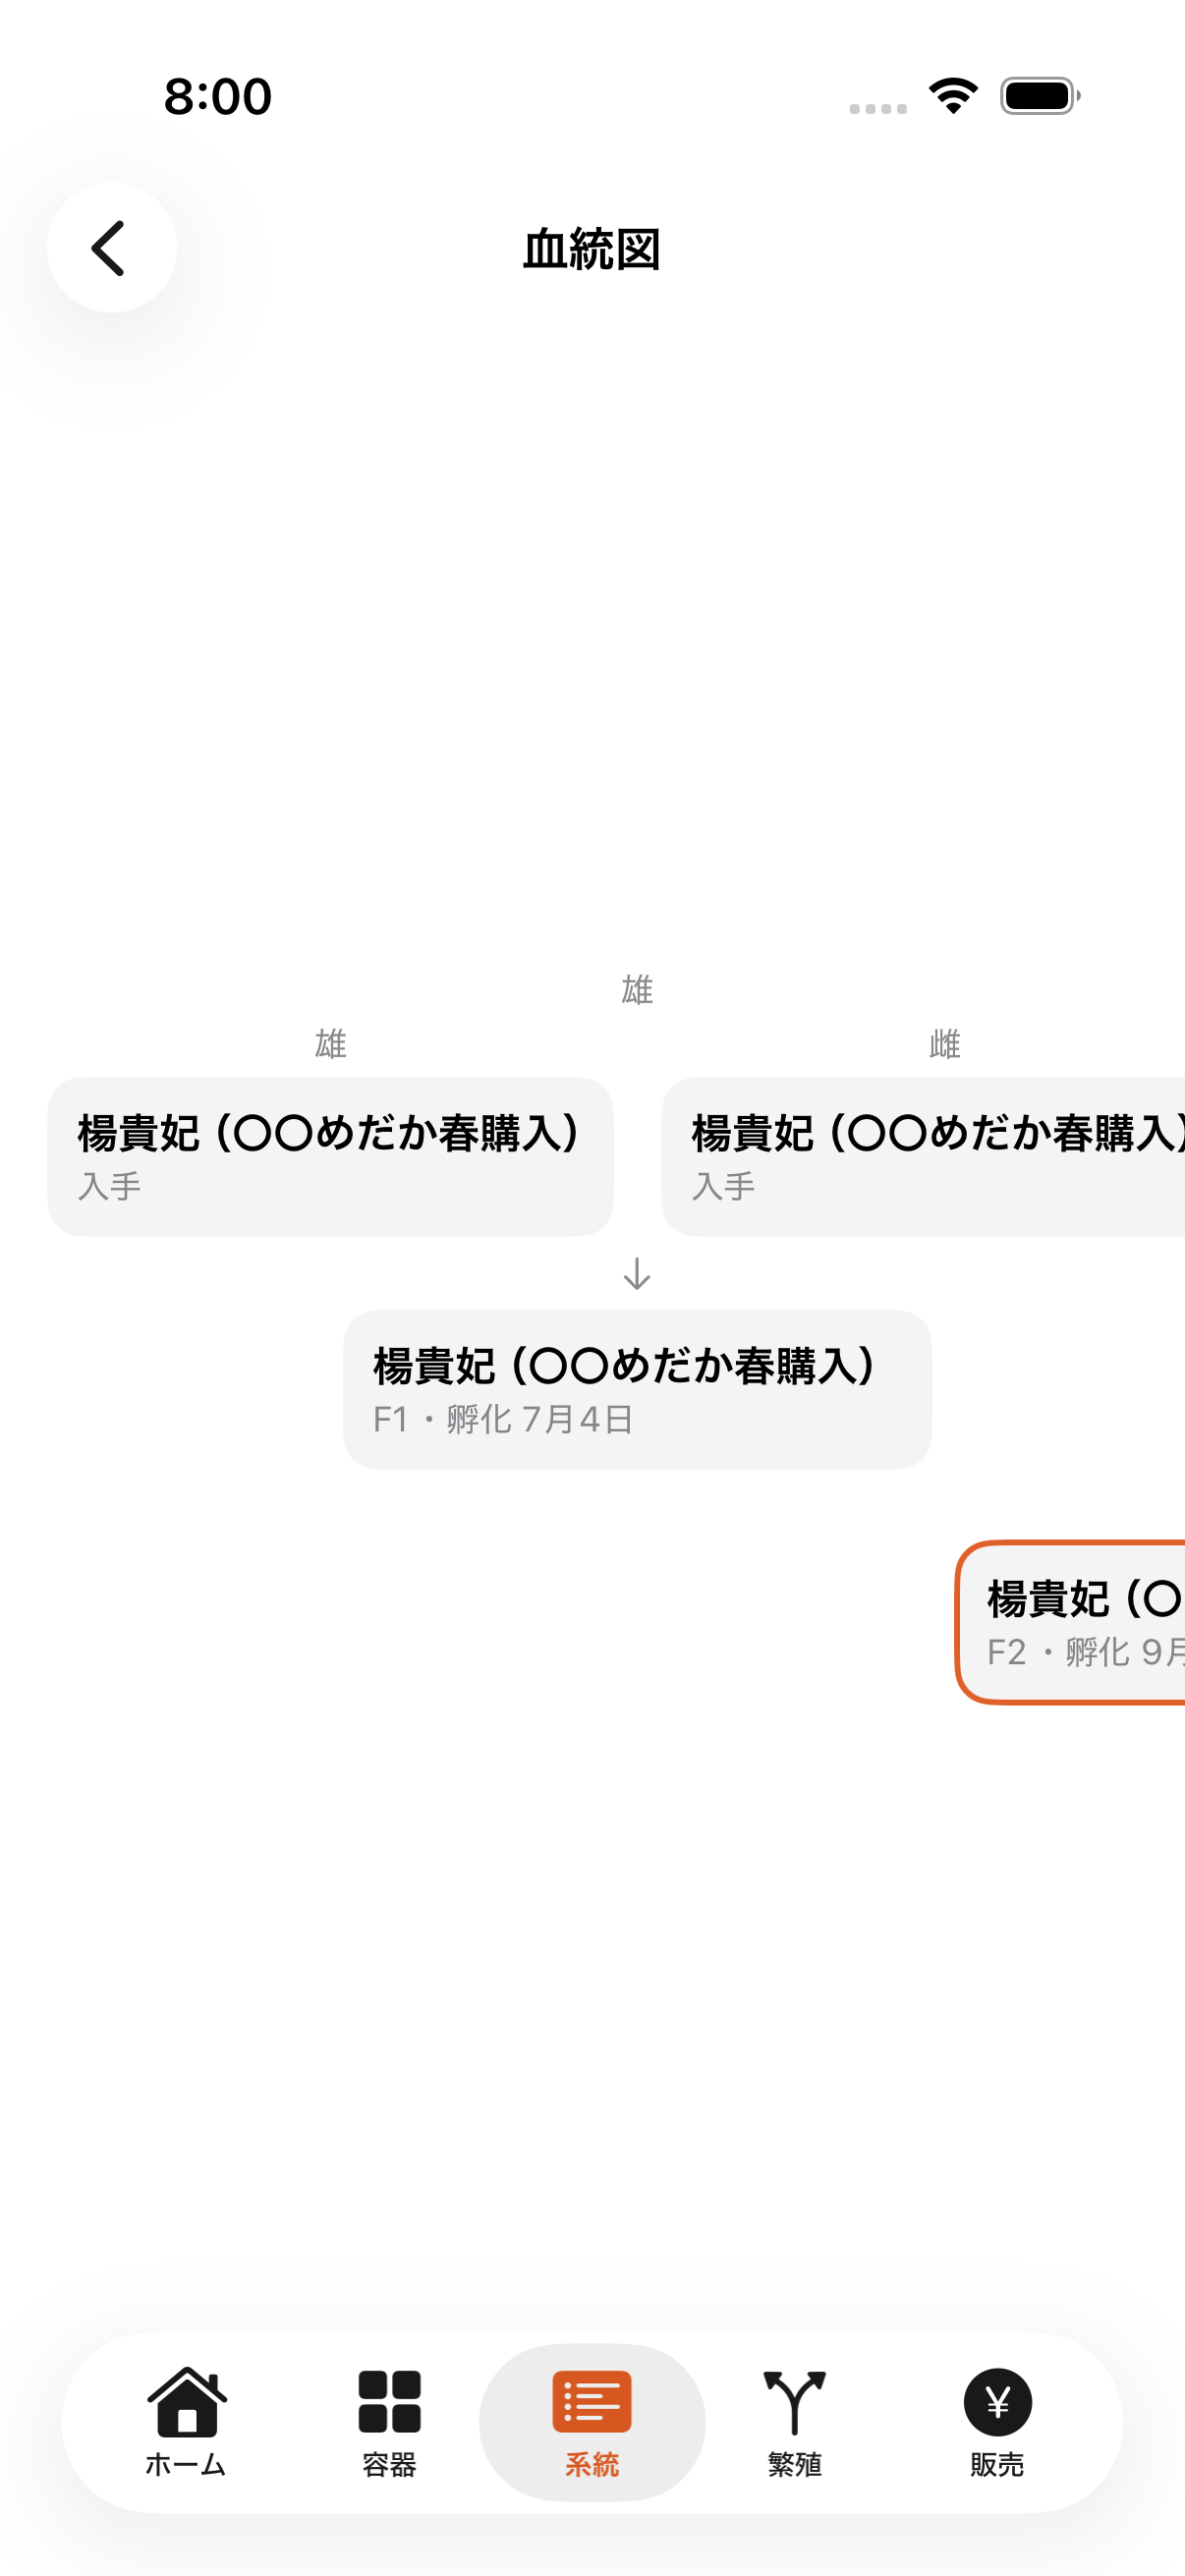 8:00
血統図
雄
雄
雌
楊貴妃（〇〇めだか春購入）
入手
楊貴妃（〇〇めだか春購入）
入手
↓
楊貴妃（〇〇めだか春購入）
F1・孵化 7月4日
楊貴妃（〇
F2・孵化 9月
ホーム
容器
系統
繁殖
販売